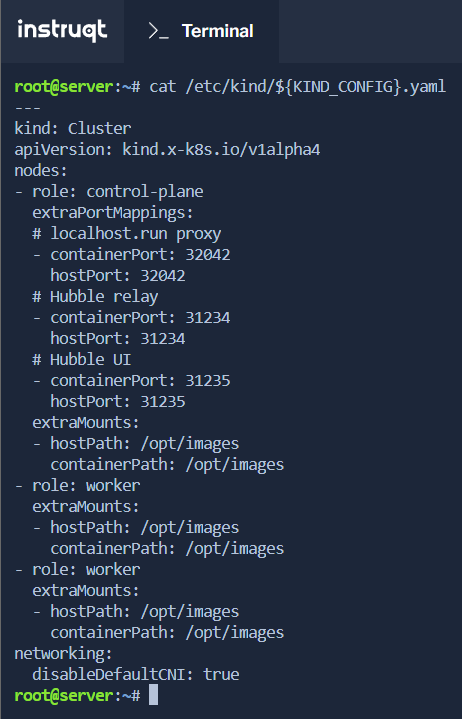 instruqt
>_ Terminal
root@server:~# cat /etc/kind/${KIND_CONFIG}.yaml
---
kind: Cluster
apiVersion: kind.x-k8s.io/v1alpha4
nodes:
- role: control-plane
  extraPortMappings:
  # localhost.run proxy
  - containerPort: 32042
    hostPort: 32042
  # Hubble relay
  - containerPort: 31234
    hostPort: 31234
  # Hubble UI
  - containerPort: 31235
    hostPort: 31235
  extraMounts:
  - hostPath: /opt/images
    containerPath: /opt/images
- role: worker
  extraMounts:
  - hostPath: /opt/images
    containerPath: /opt/images
- role: worker
  extraMounts:
  - hostPath: /opt/images
    containerPath: /opt/images
networking:
  disableDefaultCNI: true
root@server:~#